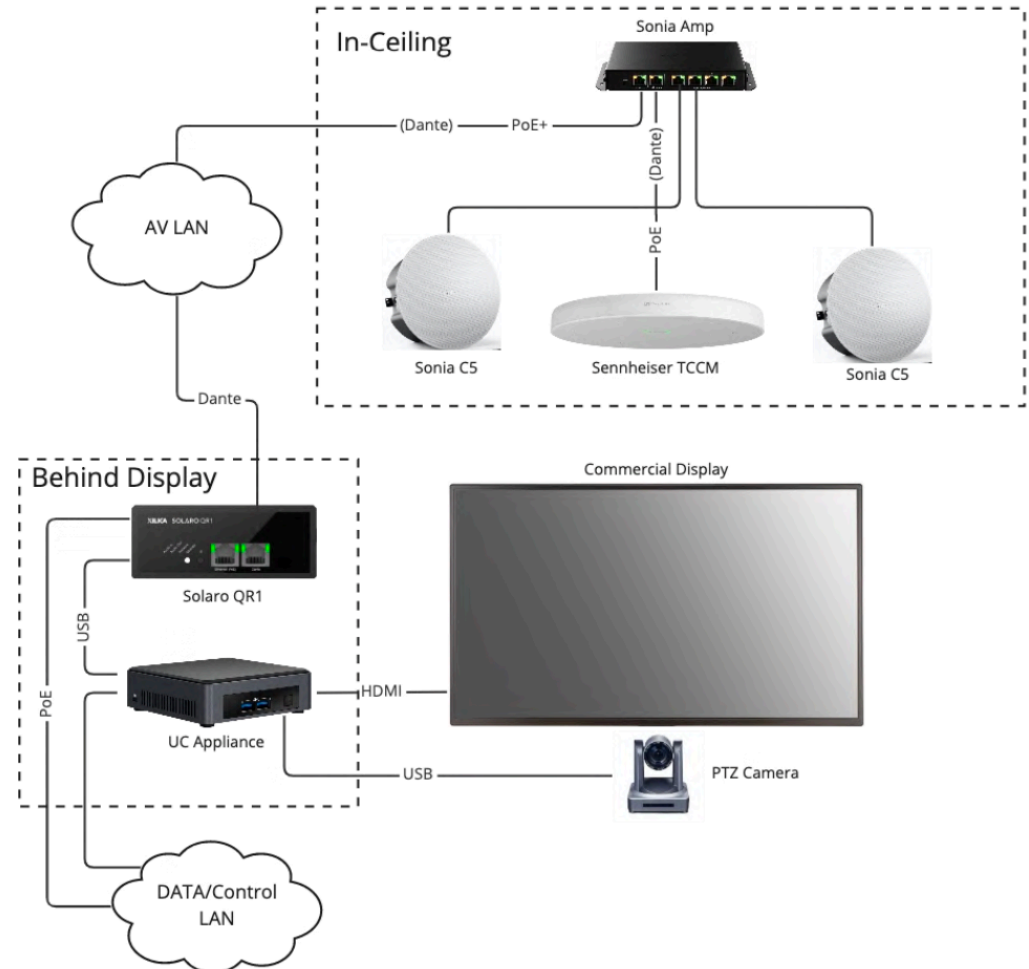 In-Ceiling
Sonia Amp
(Dante)
PoE+
(Dante)
PoE
AV LAN
Sonia C5
Sennheiser TCCM
Sonia C5
Dante
Behind Display
XILICA SOLARO QR1
Solaro QR1
USB
UC Appliance
PoE
HDMI
Commercial Display
USB
PTZ Camera
DATA/Control
LAN